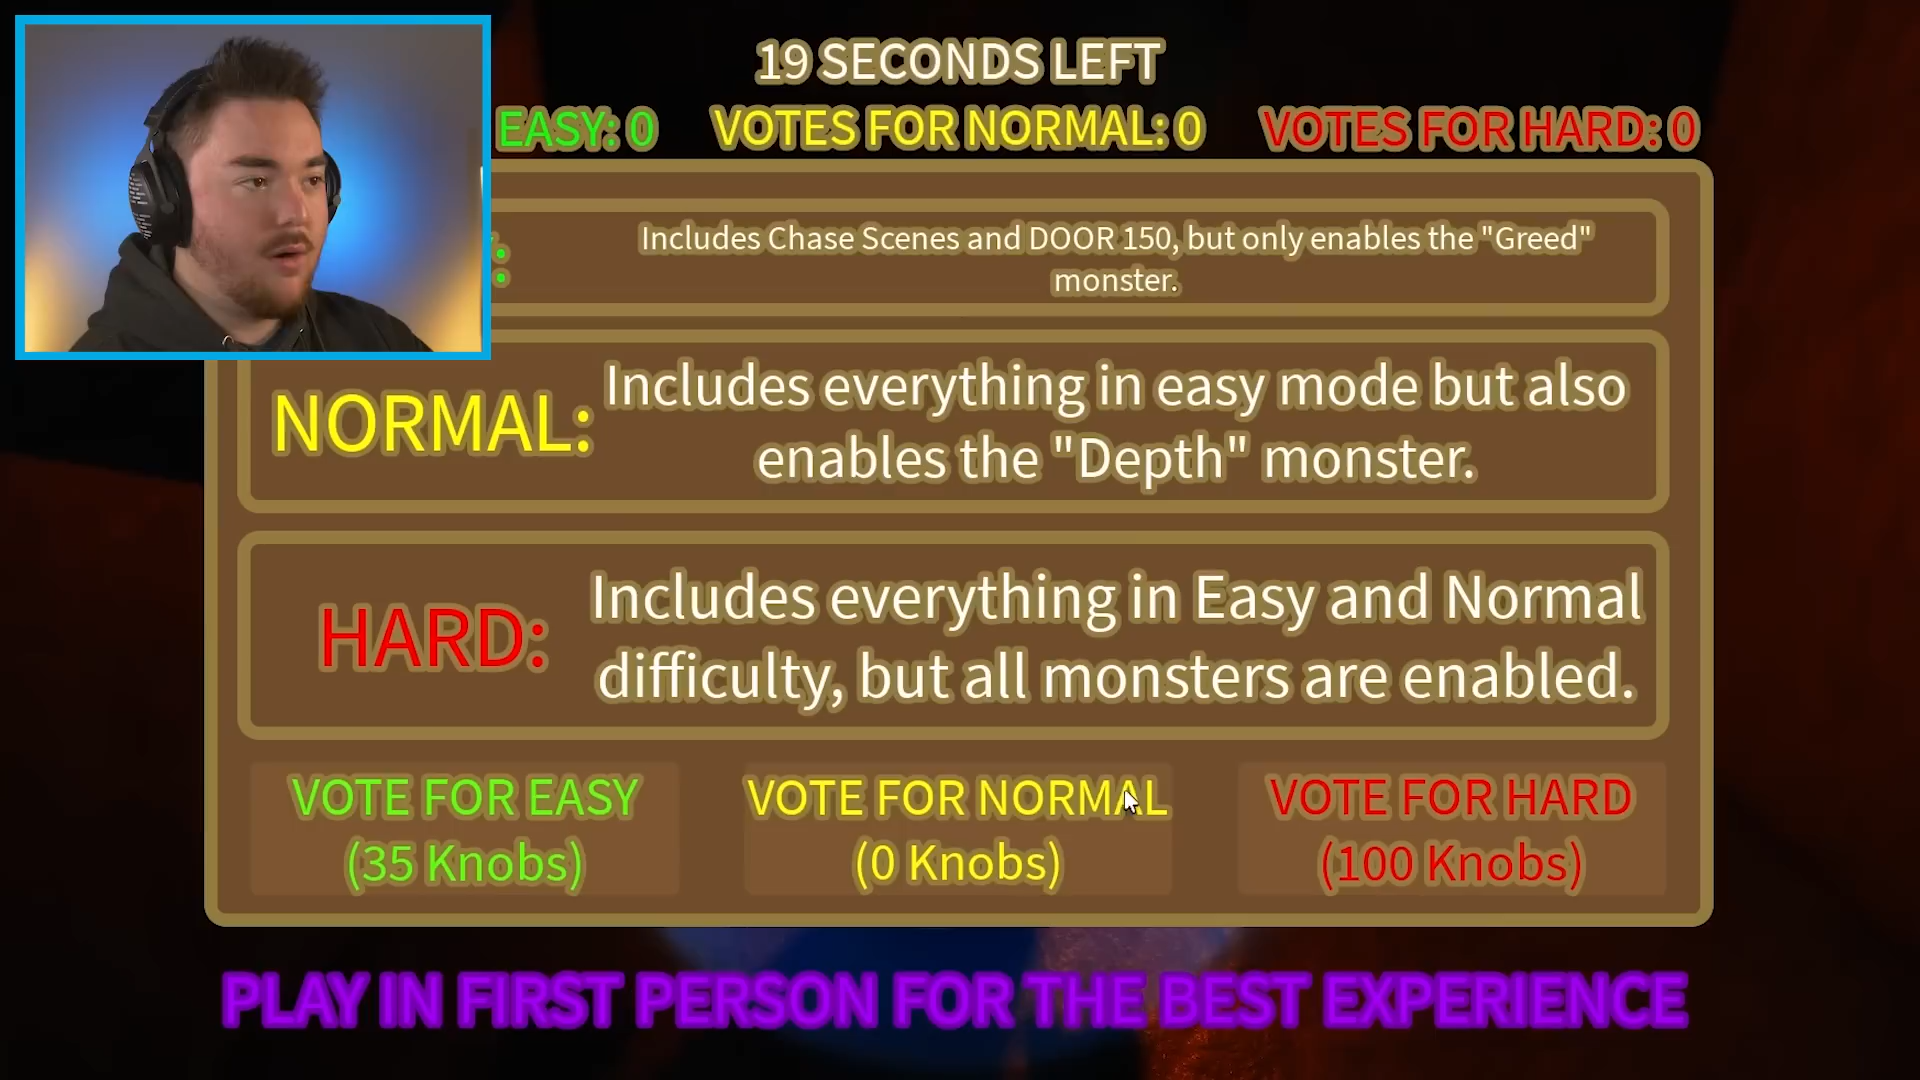 19 SECONDS LEFT
EASY: 0
VOTES FOR NORMAL: 0
VOTES FOR HARD: 0
:
Includes Chase Scenes and DOOR 150, but only enables the "Greed"
monster.
NORMAL:
Includes everything in easy mode but also
enables the "Depth" monster.
HARD:
Includes everything in Easy and Normal
difficulty, but all monsters are enabled.
VOTE FOR EASY
(35 Knobs)
VOTE FOR NORMAL
(0 Knobs)
VOTE FOR HARD
(100 Knobs)
PLAY IN FIRST PERSON FOR THE BEST EXPERIENCE